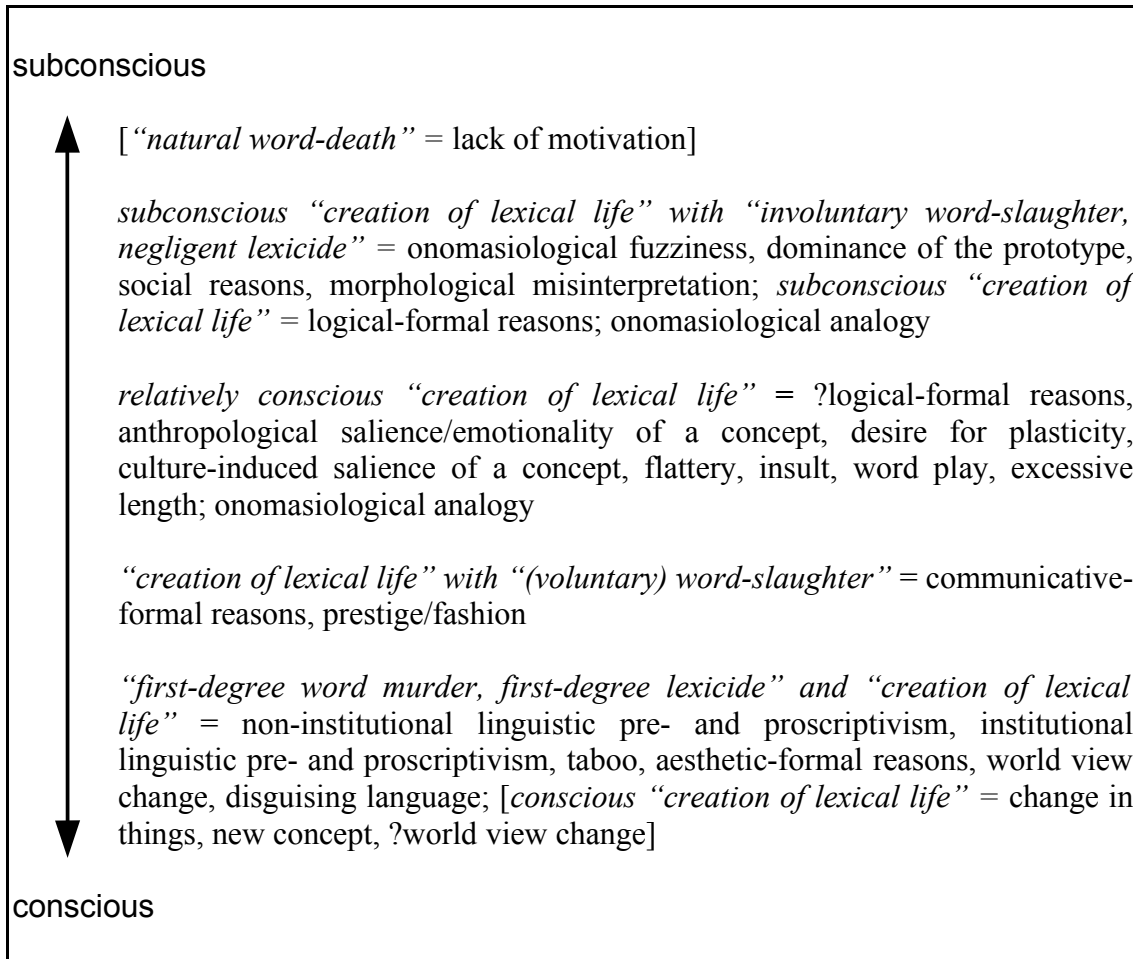 subconscious
[“natural word-death” = lack of motivation]
subconscious “creation of lexical life” with “involuntary word-slaughter,
negligent lexicide” = onomasiological fuzziness, dominance of the prototype,
social reasons, morphological misinterpretation; subconscious “creation of
lexical life” = logical-formal reasons; onomasiological analogy
relatively conscious “creation of lexical life” = ?logical-formal reasons,
anthropological salience/emotionality of a concept, desire for plasticity,
culture-induced salience of a concept, flattery, insult, word play, excessive
length; onomasiological analogy
“creation of lexical life” with “(voluntary) word-slaughter” = communicative-
formal reasons, prestige/fashion
“first-degree word murder, first-degree lexicide” and “creation of lexical
life” = non-institutional linguistic pre- and proscriptivism, institutional
linguistic pre- and proscriptivism, taboo, aesthetic-formal reasons, world view
change, disguising language; [conscious “creation of lexical life” = change in
things, new concept, ?world view change]
conscious